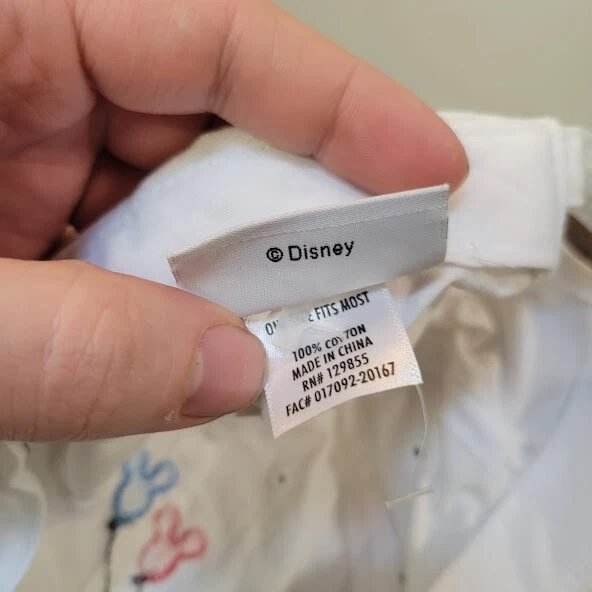 © Disney
FITS MOST
100% COTTON
MADE IN CHINA
RN# 129855
FAC# 017092-20167